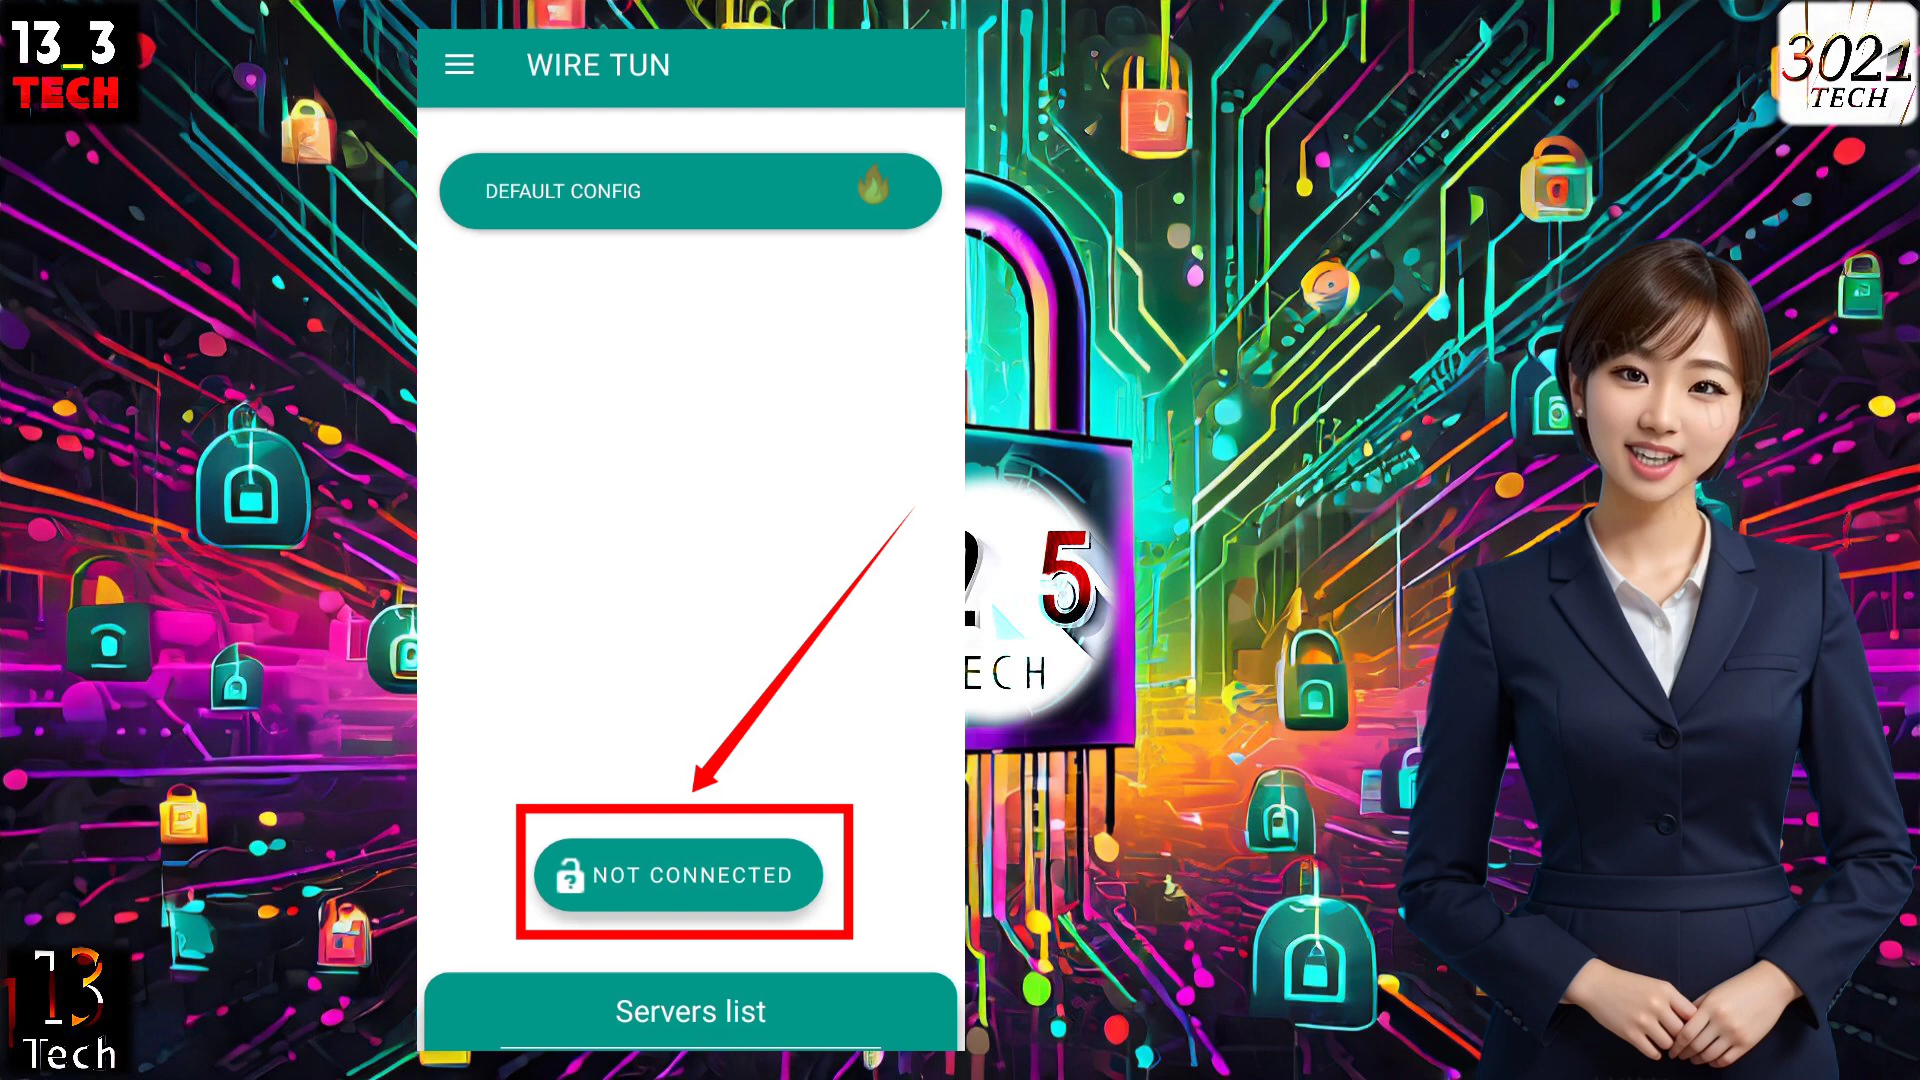 13_3
TECH
WIRE TUN
3021
TECH
DEFAULT CONFIG
5
ECH
NOT CONNECTED
Servers list
13
Tech